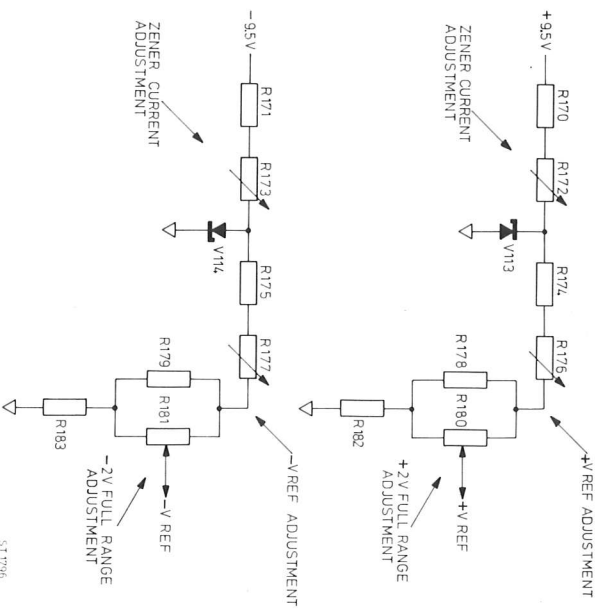 +9.5V
R170
R172
R174
R176
+V REF ADJUSTMENT
ZENER CURRENT
ADJUSTMENT
V113
R178
R180
+V REF
+2V FULL RANGE
ADJUSTMENT
R182
-9.5V
R171
R173
R175
R177
-V REF ADJUSTMENT
ZENER CURRENT
ADJUSTMENT
V114
R179
R181
-V REF
-2V FULL RANGE
ADJUSTMENT
R183
ST 1796